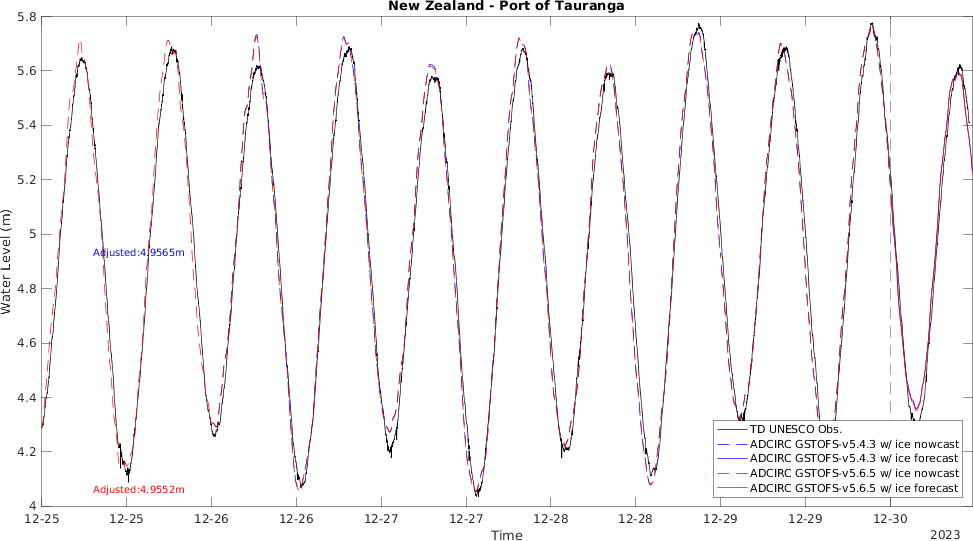 New Zealand - Port of Tauranga
5.8
5.6
5.4
5.2
5
4.8
4.6
4.4
4.2
4
Water Level (m)
Adjusted:4.9565m
Adjusted:4.9552m
TD UNESCO Obs.
ADCIRC GSTOFS-v5.4.3 w/ ice nowcast
ADCIRC GSTOFS-v5.4.3 w/ ice forecast
ADCIRC GSTOFS-v5.6.5 w/ ice nowcast
ADCIRC GSTOFS-v5.6.5 w/ ice forecast
12-25 12-25 12-26 12-26 12-27 12-27 12-28 12-28 12-29 12-29 12-30
Time
2023